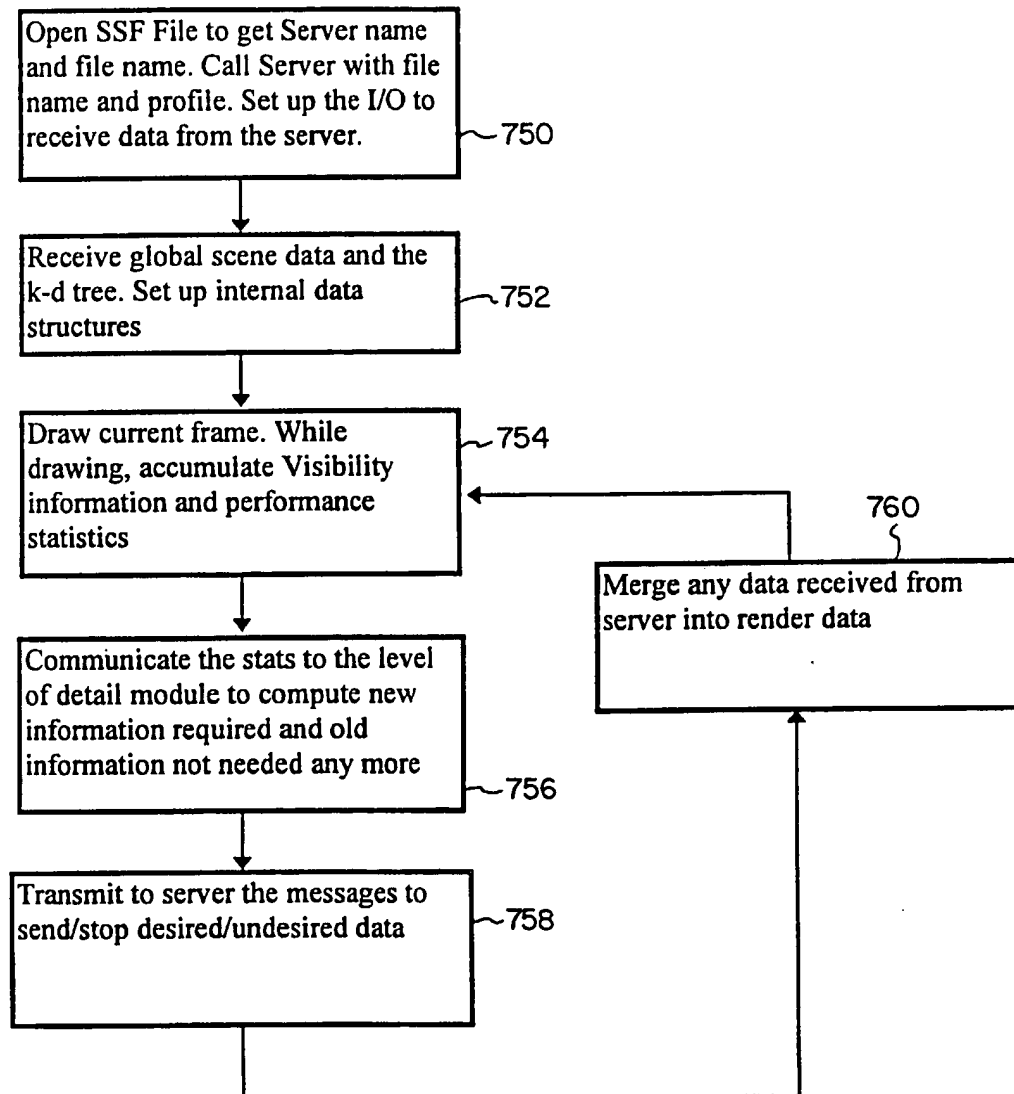 Open SSF File to get Server name
and file name. Call Server with file
name and profile. Set up the I/O to
receive data from the server.
750
Receive global scene data and the
k-d tree. Set up internal data
structures
752
Draw current frame. While
drawing, accumulate Visibility
information and performance
statistics
754
760
Merge any data received from
server into render data
Communicate the stats to the level
of detail module to compute new
information required and old
information not needed any more
756
Transmit to server the messages to
send/stop desired/undesired data
758